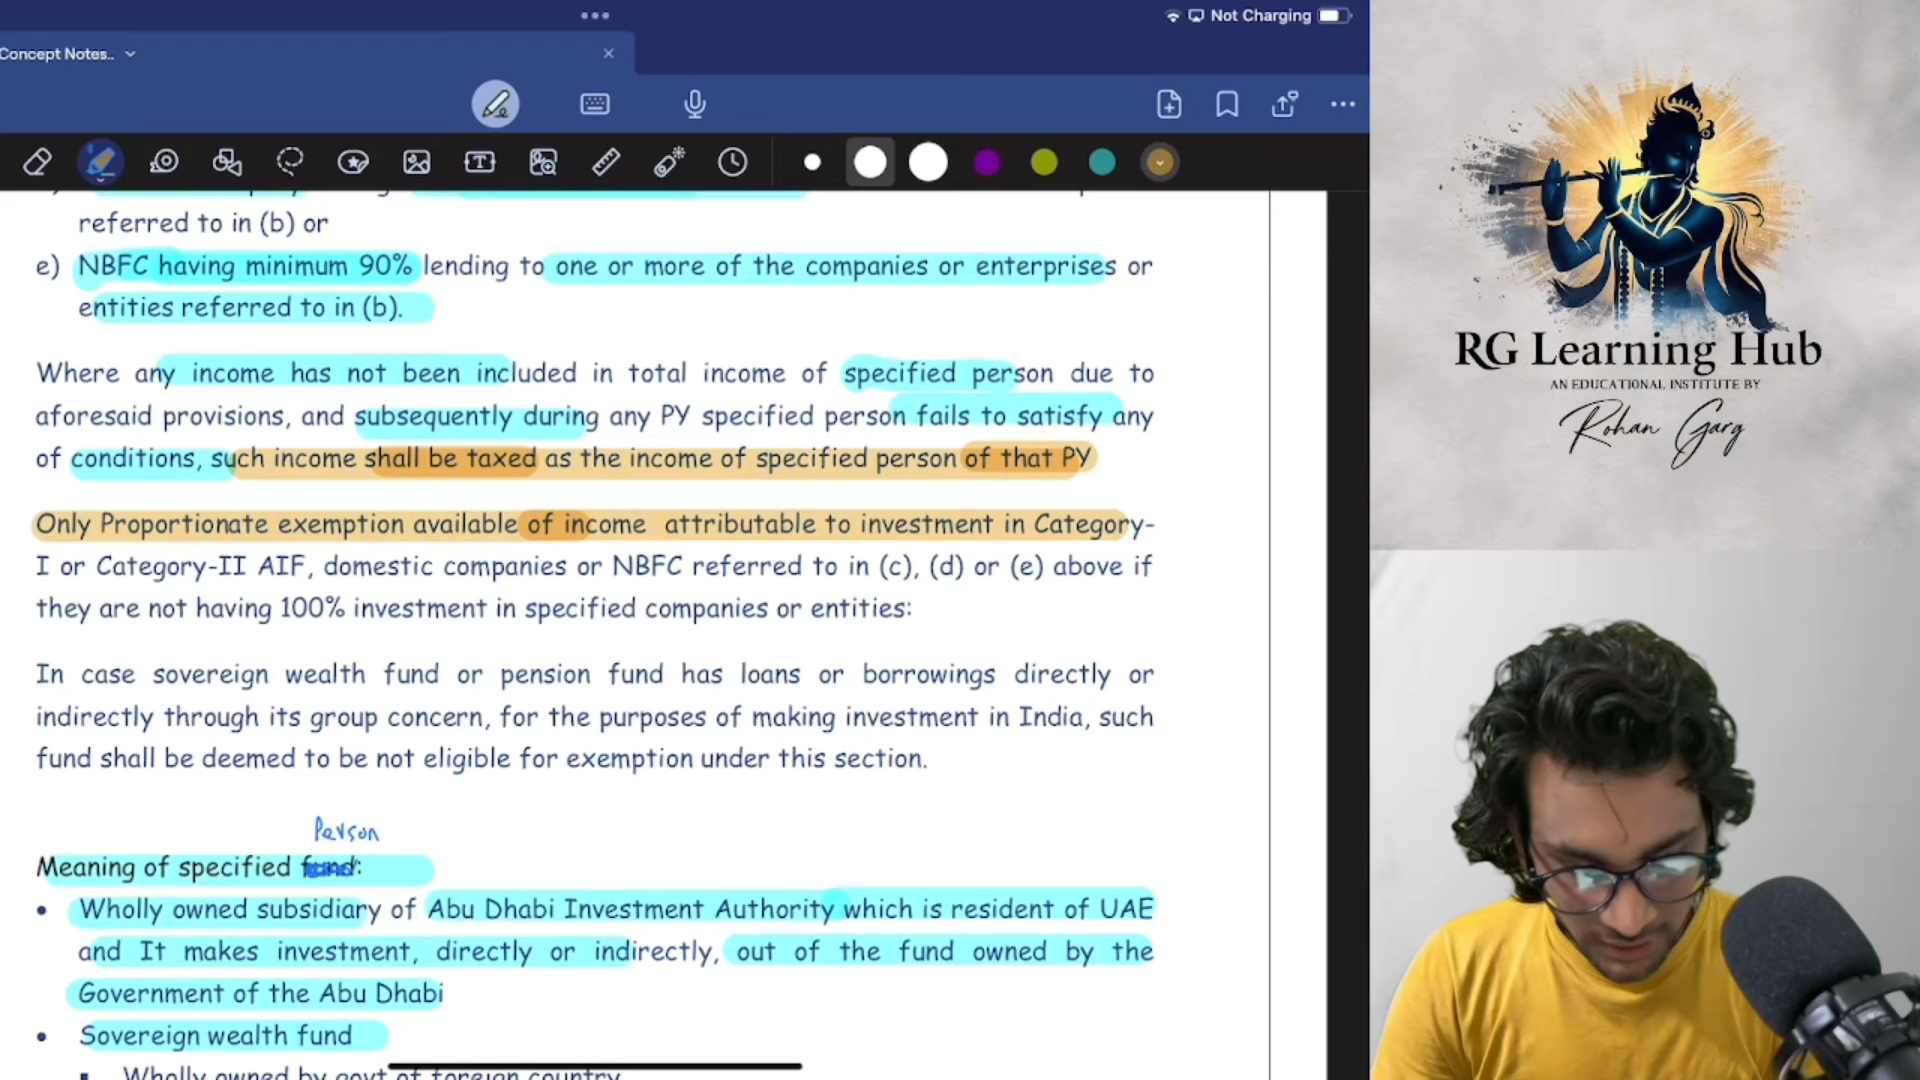 Not Charging
Concept Notes..
referred to in (b) or
e) NBFC having minimum 90% lending to one or more of the companies or enterprises or
entities referred to in (b).
Where any income has not been included in total income of specified person due to
aforesaid provisions, and subsequently during any PY specified person fails to satisfy any
of conditions, such income shall be taxed as the income of specified person of that PY
Only Proportionate exemption available of income attributable to investment in Category-
I or Category-II AIF, domestic companies or NBFC referred to in (c), (d) or (e) above if
they are not having 100% investment in specified companies or entities:
In case sovereign wealth fund or pension fund has loans or borrowings directly or
indirectly through its group concern, for the purposes of making investment in India, such
fund shall be deemed to be not eligible for exemption under this section.
Person
Meaning of specified fund:
• Wholly owned subsidiary of Abu Dhabi Investment Authority which is resident of UAE
and It makes investment, directly or indirectly, out of the fund owned by the
Government of the Abu Dhabi
• Sovereign wealth fund
▪ Wholly owned by govt of foreign country
RG Learning Hub
AN EDUCATIONAL INSTITUTE BY
Rohan Garg